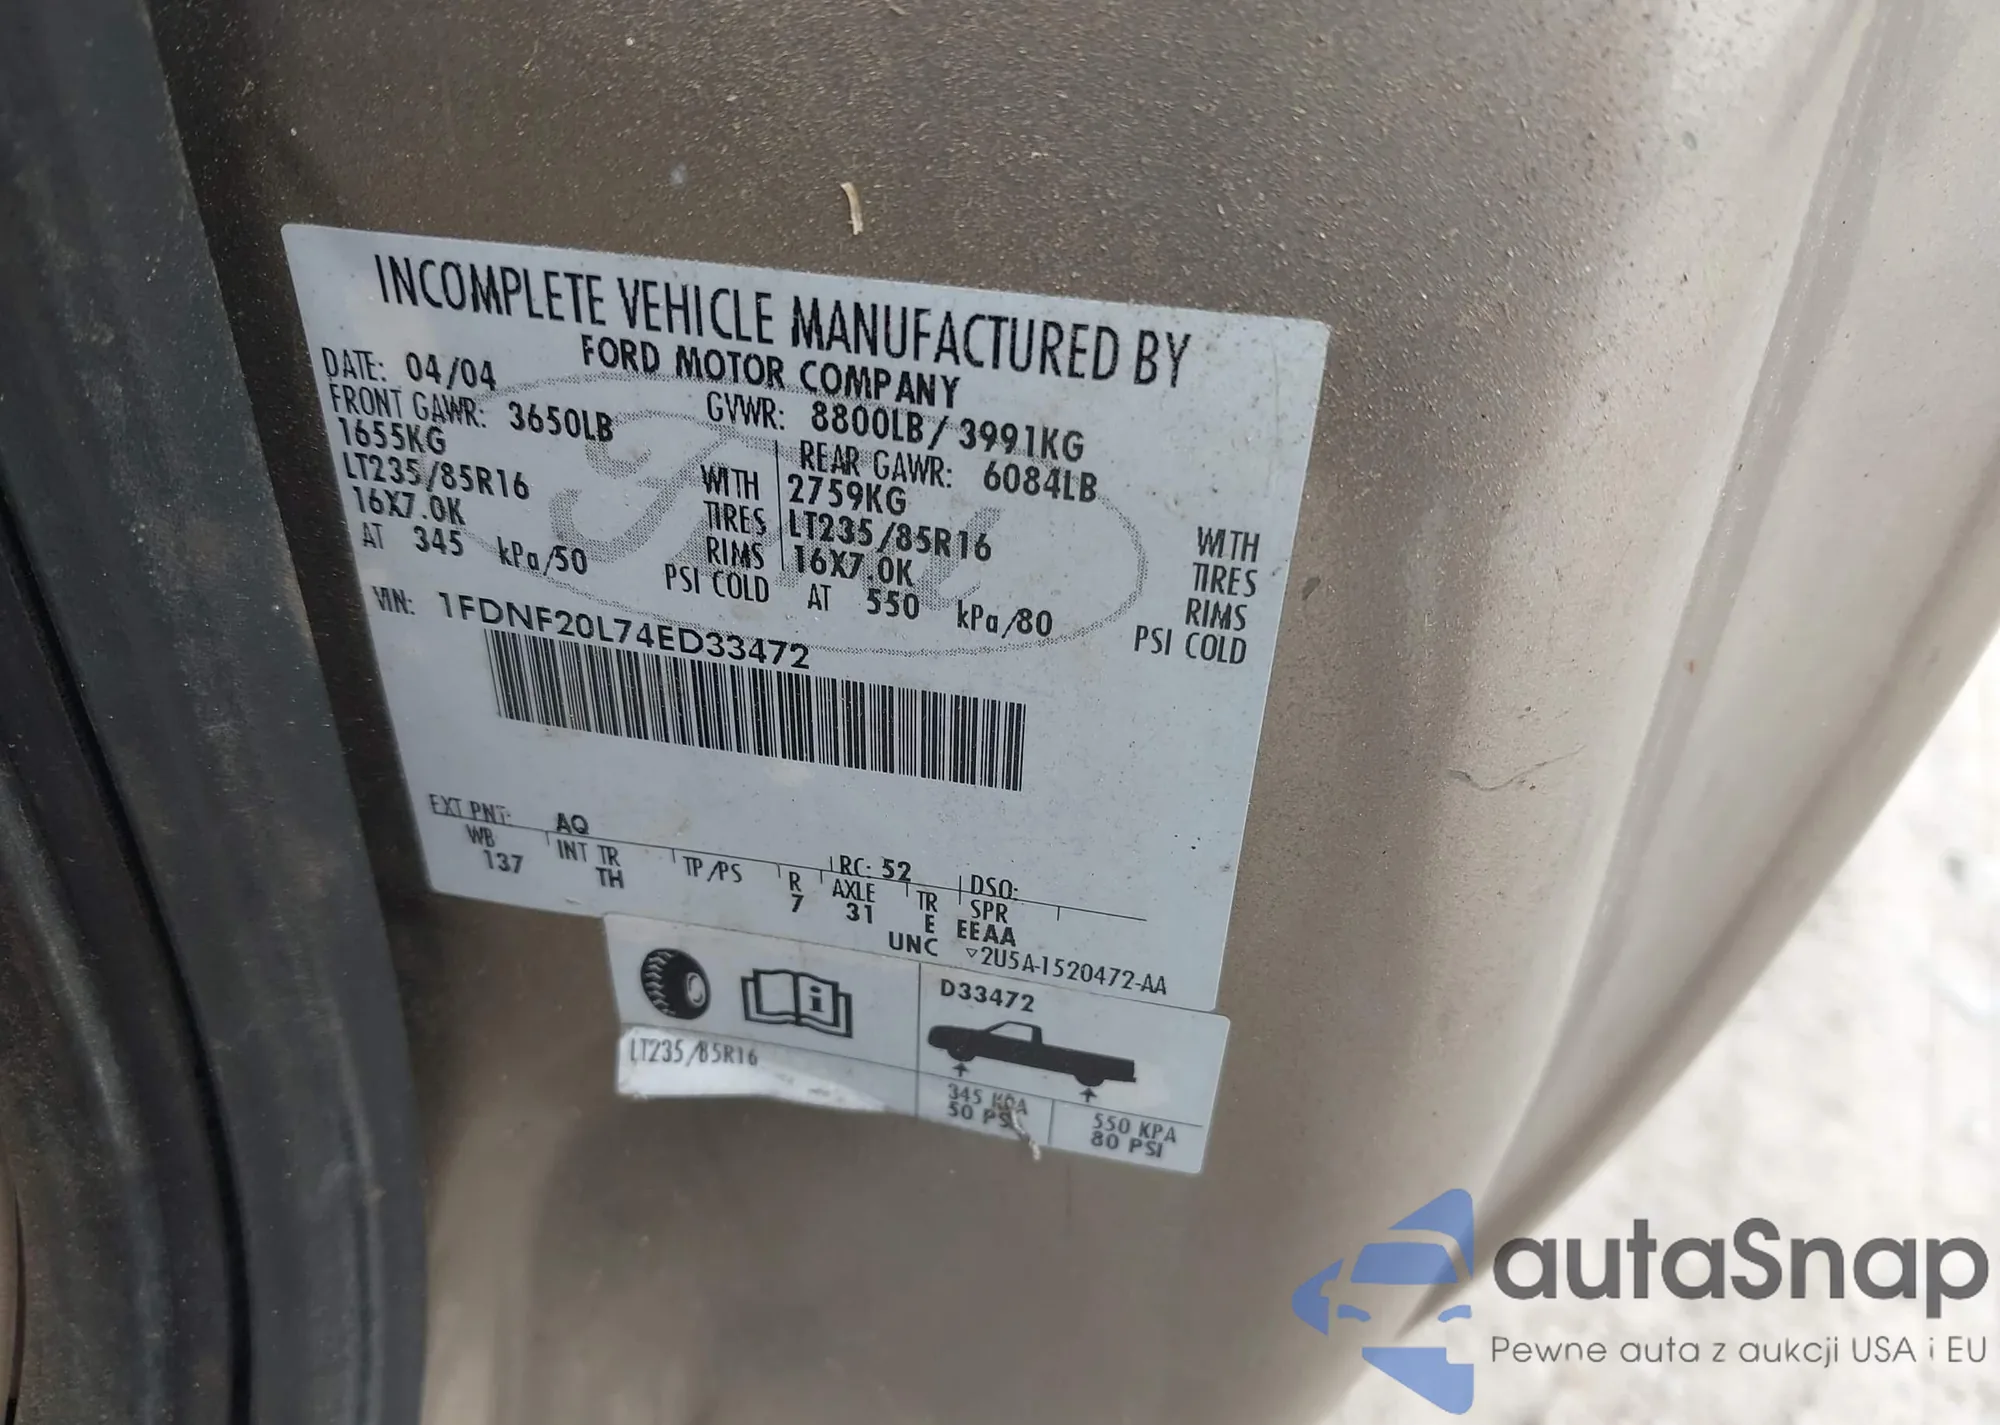 INCOMPLETE VEHICLE MANUFACTURED BY
FORD MOTOR COMPANY
DATE: 04/04 GVWR: 8800LB/3991KG
FRONT GAWR: 3650LB REAR GAWR: 6084LB
1655KG WITH 2759KG WITH
LT235/85R16 TIRES LT235/85R16 TIRES
16X7.0K RIMS 16X7.0K RIMS
AT 345 kPa/50 PSI COLD AT 550 kPa/80 PSI COLD
VIN: 1FDNF20L74ED33472
EXT PNT: AQ RC: 52 DSO:
WB INT TR TP/PS R AXLE TR SPR
137 TH 7 31 E EEAA
UNC ▽2U5A-1520472-AA
D33472
LT235/85R16
345 KPA 550 KPA
50 PSI 80 PSI
autaSnap
Pewne auta z aukcji USA i EU